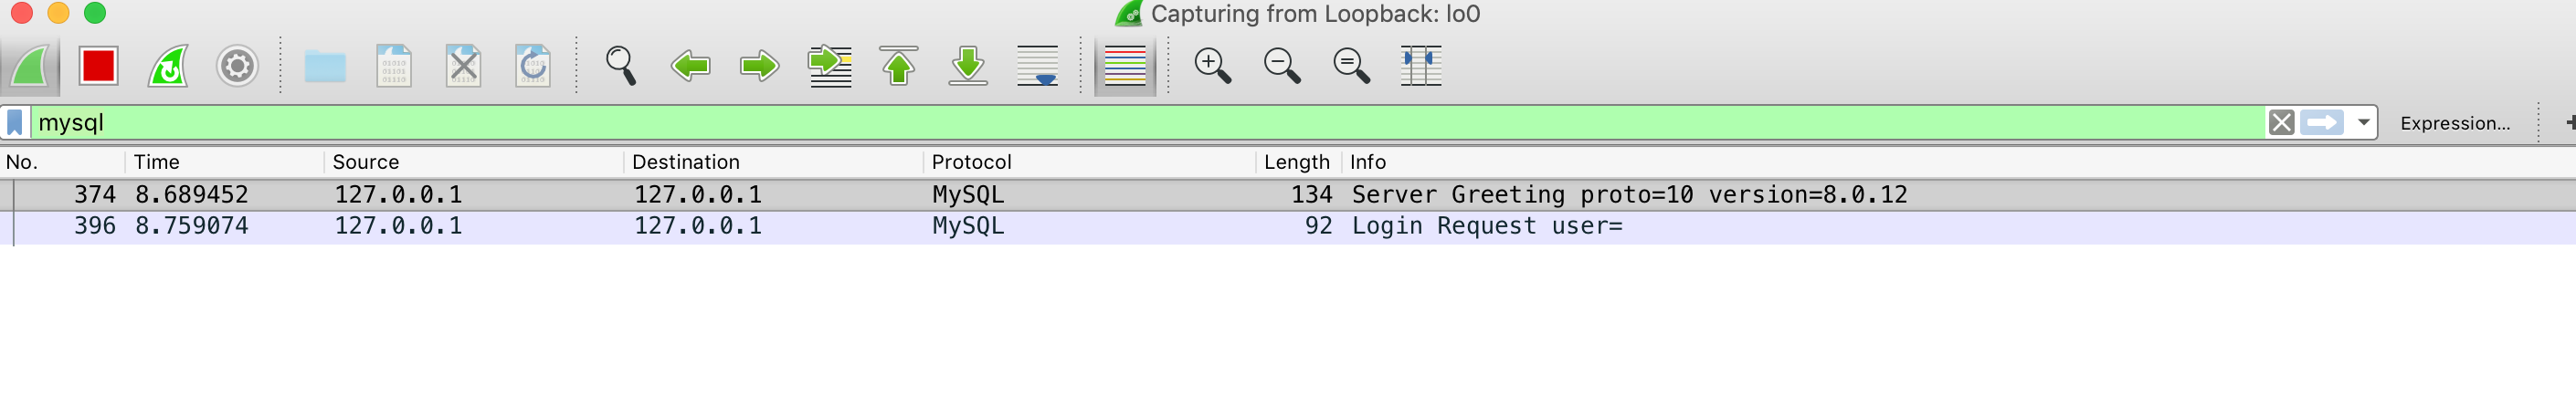 Capturing from Loopback: lo0
mysql
Expression...
No. Time Source Destination Protocol Length Info
374 8.689452 127.0.0.1 127.0.0.1 MySQL 134 Server Greeting proto=10 version=8.0.12
396 8.759074 127.0.0.1 127.0.0.1 MySQL 92 Login Request user=